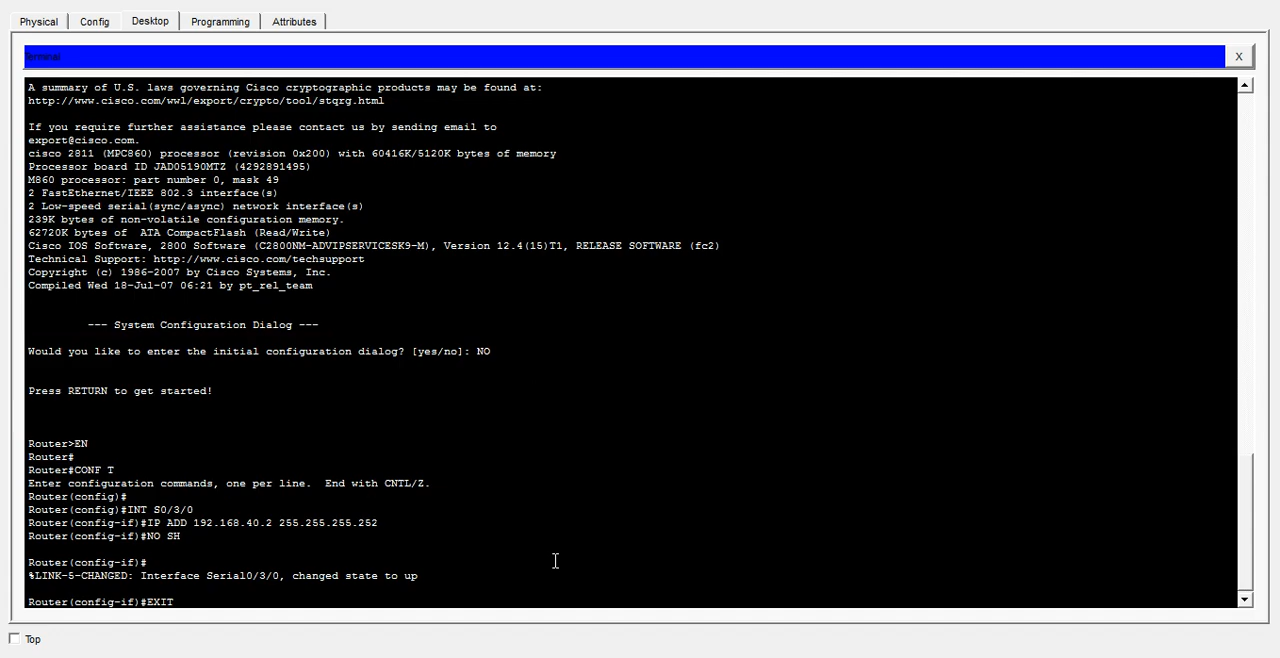 Physical Config Desktop Programming Attributes
Terminal
X
A summary of U.S. laws governing Cisco cryptographic products may be found at:
http://www.cisco.com/wwl/export/crypto/tool/stqrg.html
If you require further assistance please contact us by sending email to
export@cisco.com.
cisco 2811 (MPC860) processor (revision 0x200) with 60416K/5120K bytes of memory
Processor board ID JAD05190MTZ (4292891495)
M860 processor: part number 0, mask 49
2 FastEthernet/IEEE 802.3 interface(s)
2 Low-speed serial(sync/async) network interface(s)
239K bytes of non-volatile configuration memory.
62720K bytes of  ATA CompactFlash (Read/Write)
Cisco IOS Software, 2800 Software (C2800NM-ADVIPSERVICESK9-M), Version 12.4(15)T1, RELEASE SOFTWARE (fc2)
Technical Support: http://www.cisco.com/techsupport
Copyright (c) 1986-2007 by Cisco Systems, Inc.
Compiled Wed 18-Jul-07 06:21 by pt_rel_team
--- System Configuration Dialog ---
Would you like to enter the initial configuration dialog? [yes/no]: NO
Press RETURN to get started!
Router>EN
Router#
Router#CONF T
Enter configuration commands, one per line.  End with CNTL/Z.
Router(config)#
Router(config)#INT S0/3/0
Router(config-if)#IP ADD 192.168.40.2 255.255.255.252
Router(config-if)#NO SH
Router(config-if)#
%LINK-5-CHANGED: Interface Serial0/3/0, changed state to up
Router(config-if)#EXIT
Top